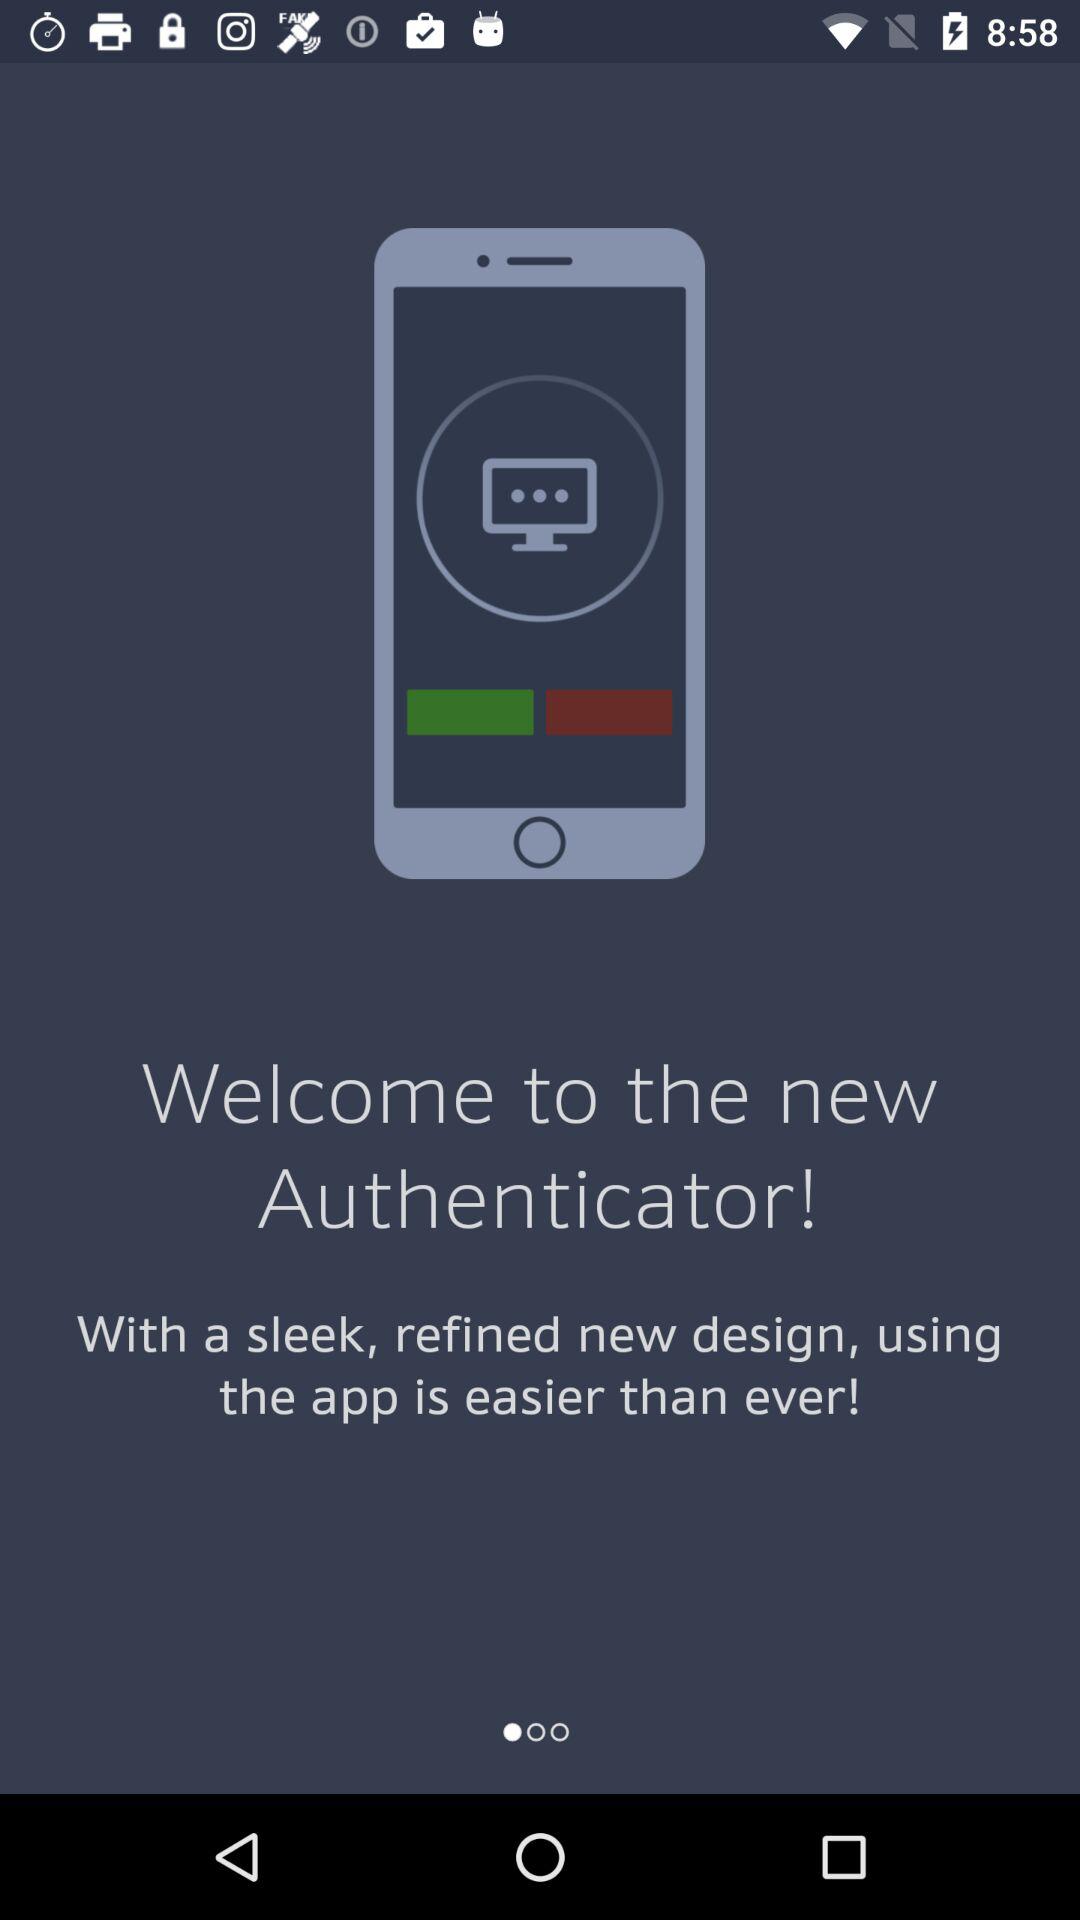 FAKE
8:58
Welcome to the new
Authenticator!
With a sleek, refined new design, using
the app is easier than ever!